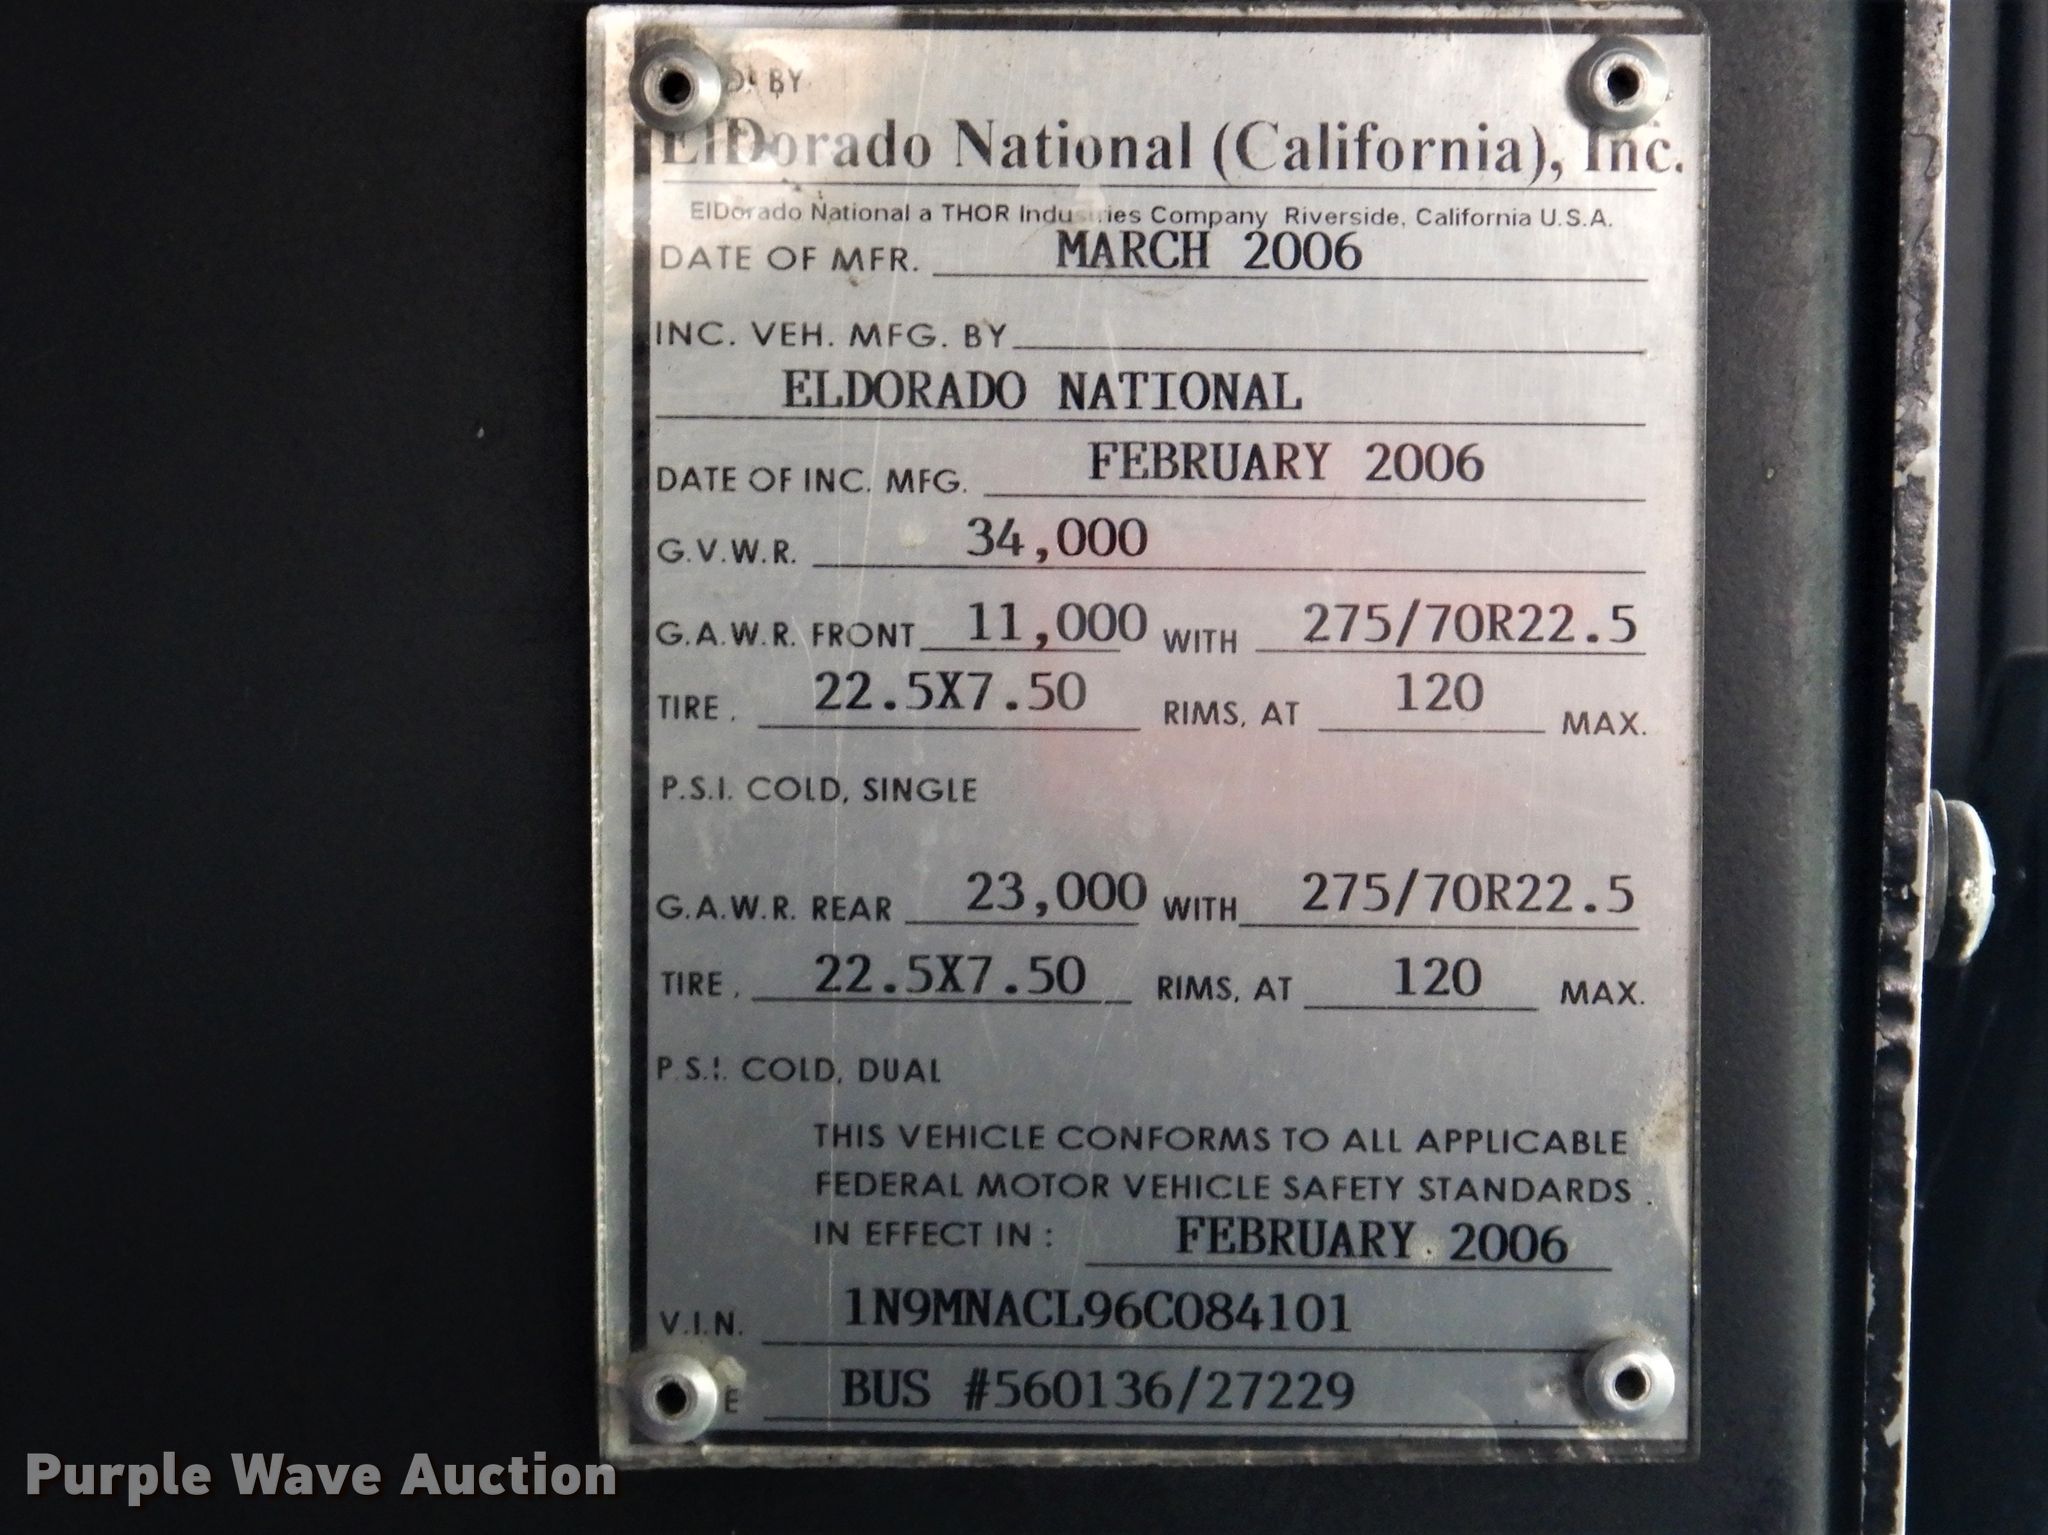 BY
ElDorado National (California), Inc.
ElDorado National a THOR Industries Company Riverside, California U.S.A.
DATE OF MFR. MARCH 2006
INC. VEH. MFG. BY
ELDORADO NATIONAL
DATE OF INC. MFG. FEBRUARY 2006
G.V.W.R. 34,000
G.A.W.R. FRONT 11,000 WITH 275/70R22.5
TIRE, 22.5X7.50 RIMS, AT 120 MAX.
P.S.I. COLD, SINGLE
G.A.W.R. REAR 23,000 WITH 275/70R22.5
TIRE, 22.5X7.50 RIMS, AT 120 MAX.
P.S.I. COLD, DUAL
THIS VEHICLE CONFORMS TO ALL APPLICABLE
FEDERAL MOTOR VEHICLE SAFETY STANDARDS
IN EFFECT IN : FEBRUARY 2006
V.I.N. 1N9MNACL96C084101
BUS #560136/27229
Purple Wave Auction